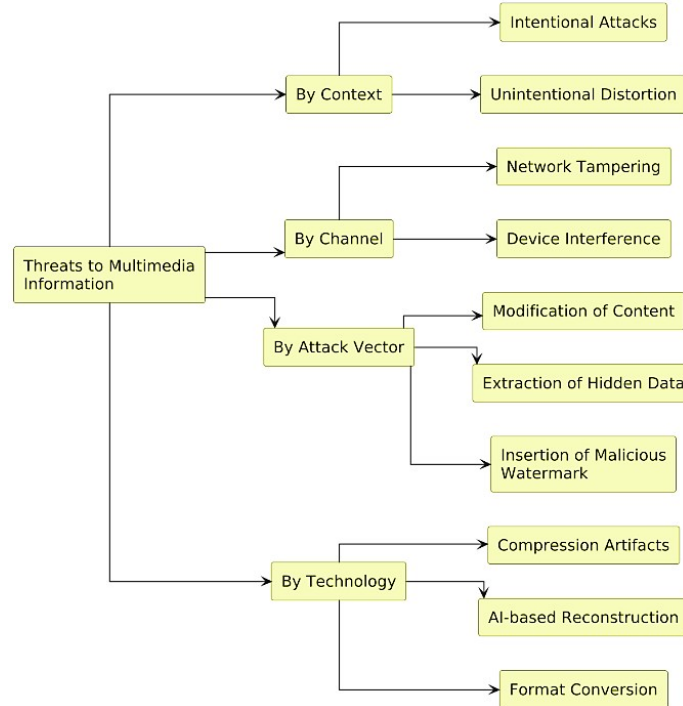 Intentional Attacks
By Context
Unintentional Distortion
Network Tampering
By Channel
Device Interference
Threats to Multimedia
Information
Modification of Content
By Attack Vector
Extraction of Hidden Data
Insertion of Malicious
Watermark
Compression Artifacts
By Technology
AI-based Reconstruction
Format Conversion